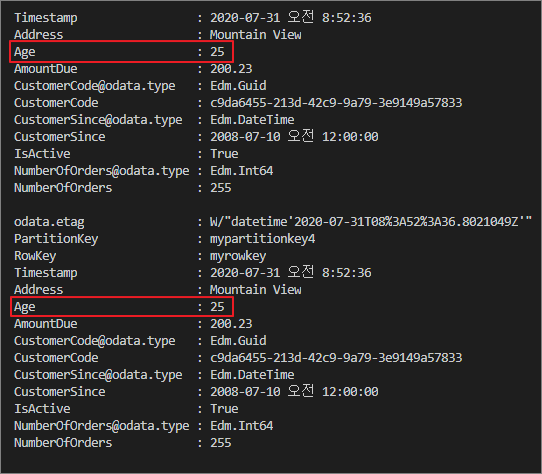 Timestamp : 2020-07-31 오전 8:52:36
Address : Mountain View
Age : 25
AmountDue : 200.23
CustomerCode@odata.type : Edm.Guid
CustomerCode : c9da6455-213d-42c9-9a79-3e9149a57833
CustomerSince@odata.type : Edm.DateTime
CustomerSince : 2008-07-10 오전 12:00:00
IsActive : True
NumberOfOrders@odata.type : Edm.Int64
NumberOfOrders : 255
odata.etag : W/"datetime'2020-07-31T08%3A52%3A36.8021049Z'"
PartitionKey : mypartitionkey4
RowKey : myrowkey
Timestamp : 2020-07-31 오전 8:52:36
Address : Mountain View
Age : 25
AmountDue : 200.23
CustomerCode@odata.type : Edm.Guid
CustomerCode : c9da6455-213d-42c9-9a79-3e9149a57833
CustomerSince@odata.type : Edm.DateTime
CustomerSince : 2008-07-10 오전 12:00:00
IsActive : True
NumberOfOrders@odata.type : Edm.Int64
NumberOfOrders : 255